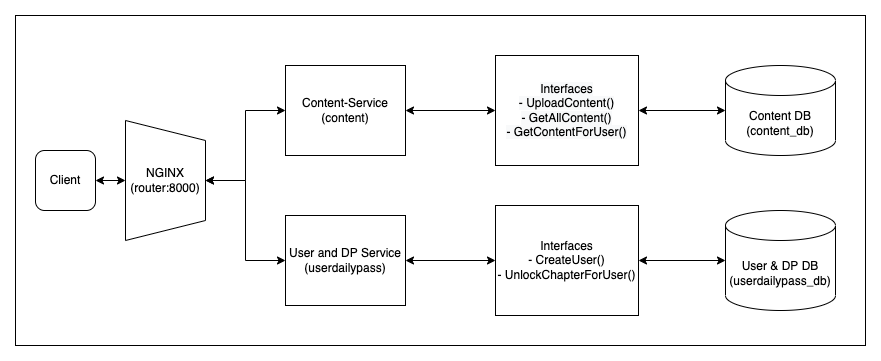 Client
NGINX
(router:8000)
Content-Service
(content)
Interfaces
- UploadContent()
- GetAllContent()
- GetContentForUser()
Content DB
(content_db)
User and DP Service
(userdailypass)
Interfaces
- CreateUser()
- UnlockChapterForUser()
User & DP DB
(userdailypass_db)